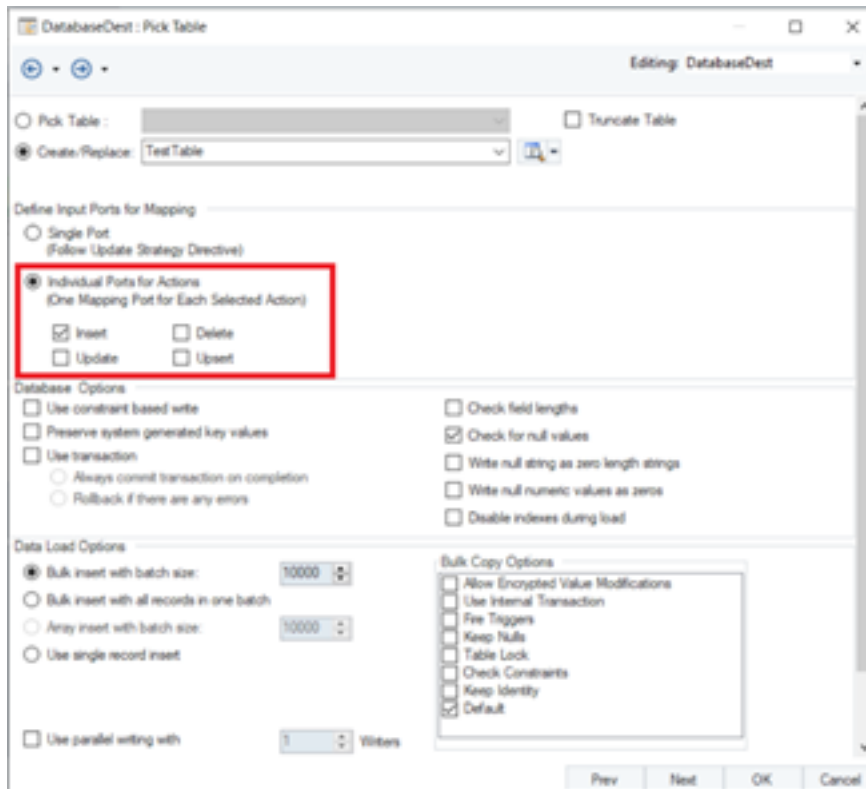 DatabaseDest : Pick Table
Editing: DatabaseDest
Pick Table :
Truncate Table
Create/Replace: TestTable
Define Input Ports for Mapping
Single Port
(Follow Update Strategy Directive)
Individual Ports for Actions
(One Mapping Port for Each Selected Action)
Insert Delete
Update Upsert
Database Options
Use constraint based write
Preserve system generated key values
Use transaction
Always commit transaction on completion
Rollback if there are any errors
Check field lengths
Check for null values
Write null string as zero length strings
Write null numeric values as zeros
Disable indexes during load
Data Load Options
Bulk insert with batch size: 10000
Bulk insert with all records in one batch
Array insert with batch size: 10000
Use single record insert
Bulk Copy Options
Allow Encrypted Value Modifications
Use Internal Transaction
Fire Triggers
Keep Nulls
Table Lock
Check Constraints
Keep Identity
Default
Use parallel writing with 1 Writers
Prev Next OK Cancel